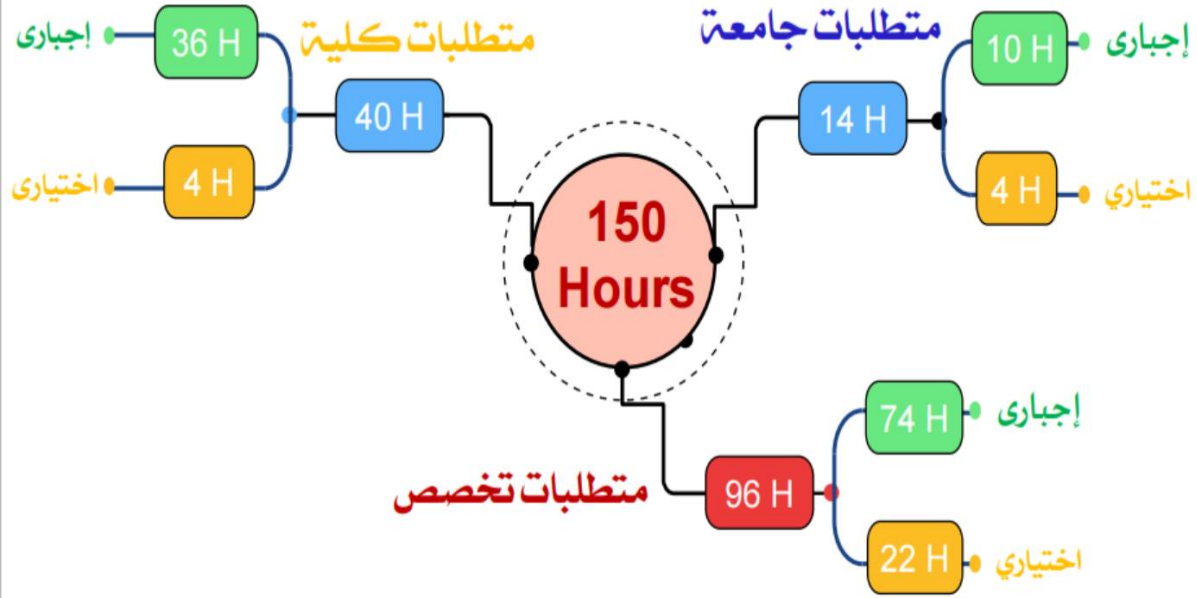 متطلبات جامعة
14 H
10 H
إجبارى
4 H
اختياري
متطلبات كلية
40 H
36 H
إجبارى
4 H
اختيارى
150
Hours
متطلبات تخصص
96 H
74 H
إجبارى
22 H
اختياري